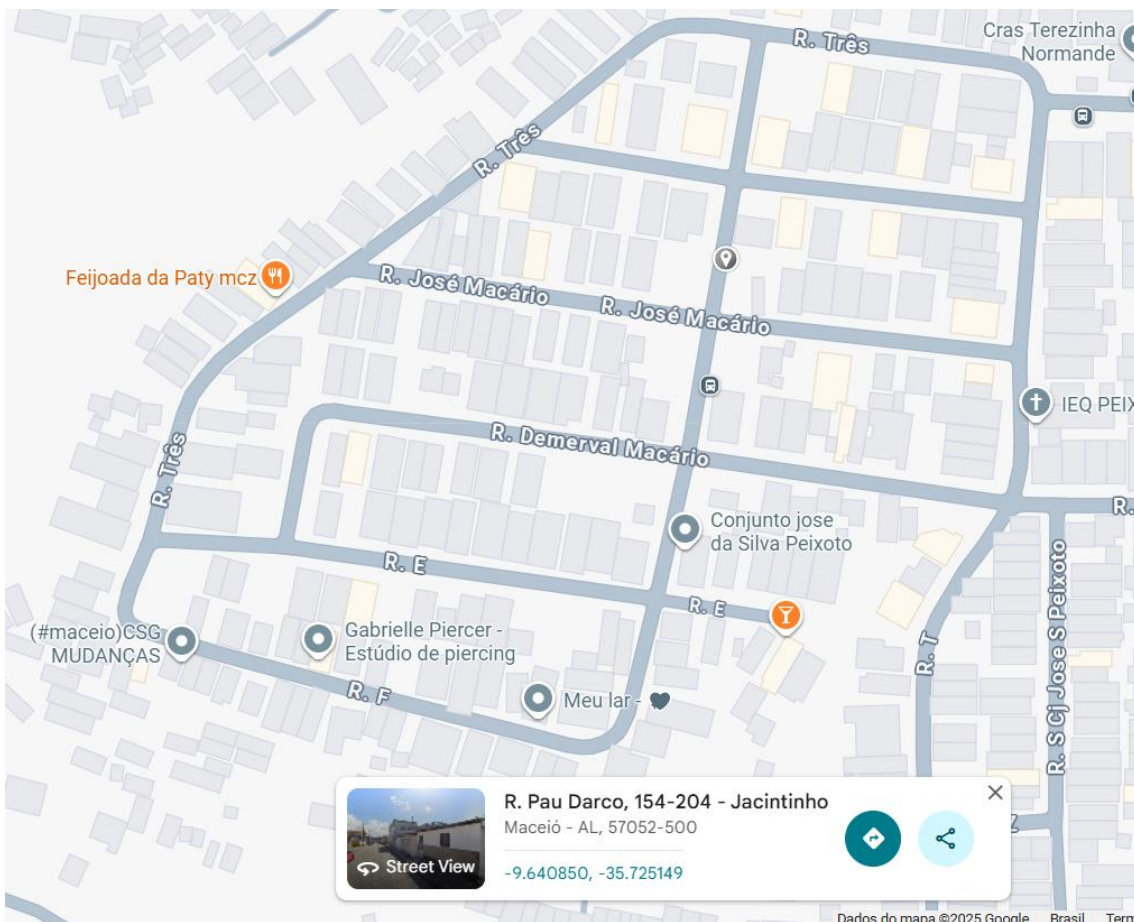 Cras Terezinha
Normande
R. Três
R. Três
Feijoada da Paty mcz
R. José Macário
R. José Macário
IEQ PEIX
R. Três
R. Demerval Macário
R.
Conjunto jose
da Silva Peixoto
R. E
R. E
(#maceio)CSG
MUDANÇAS
Gabrielle Piercer -
Estúdio de piercing
R. F
Meu lar -
R. T
R. S Cj Jose S Peixoto
Street View
R. Pau Darco, 154-204 - Jacintinho
Maceió - AL, 57052-500
-9.640850, -35.725149
Dados do mapa ©2025 Google Brasil Term